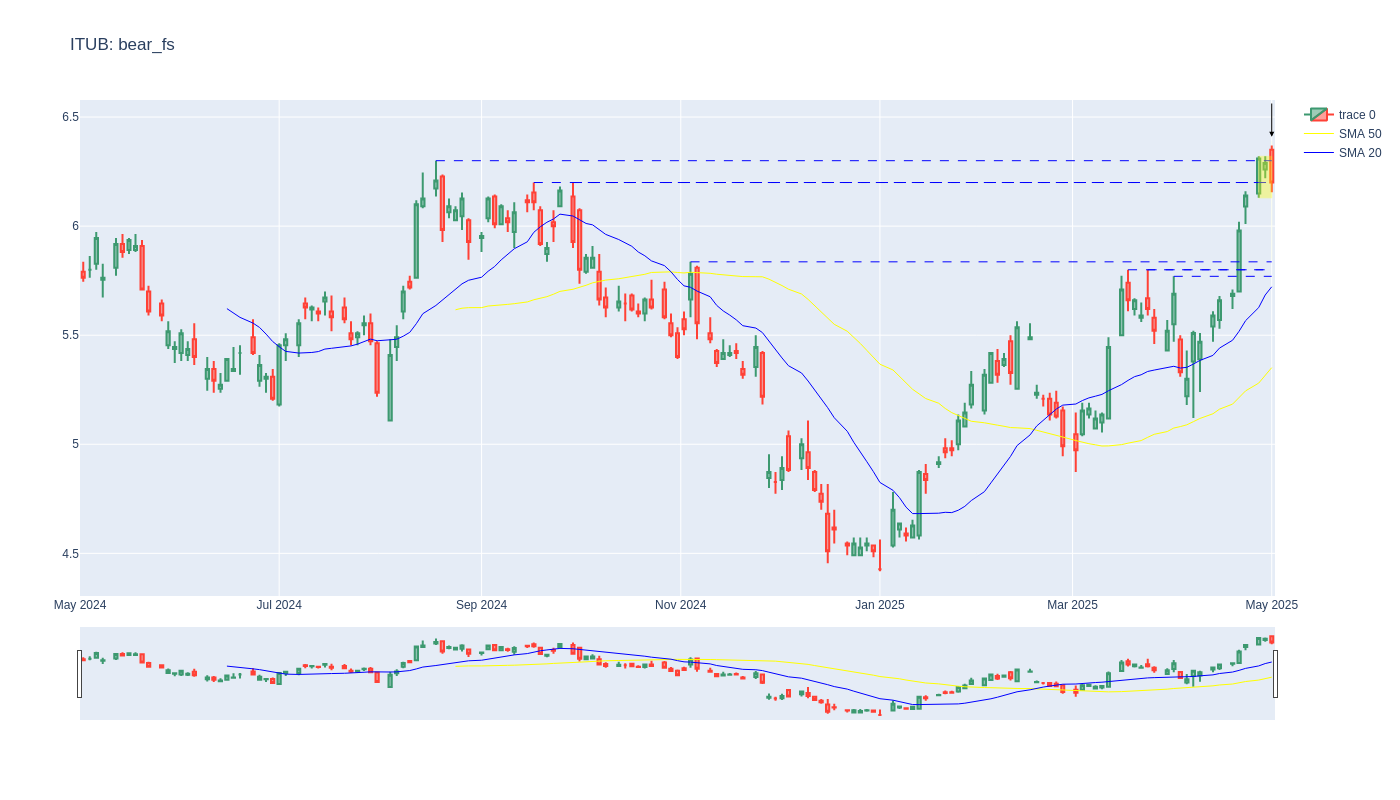 ITUB: bear_fs
6.5
6
5.5
5
4.5
May 2024
Jul 2024
Sep 2024
Nov 2024
Jan 2025
Mar 2025
May 2025
trace 0
SMA 50
SMA 20